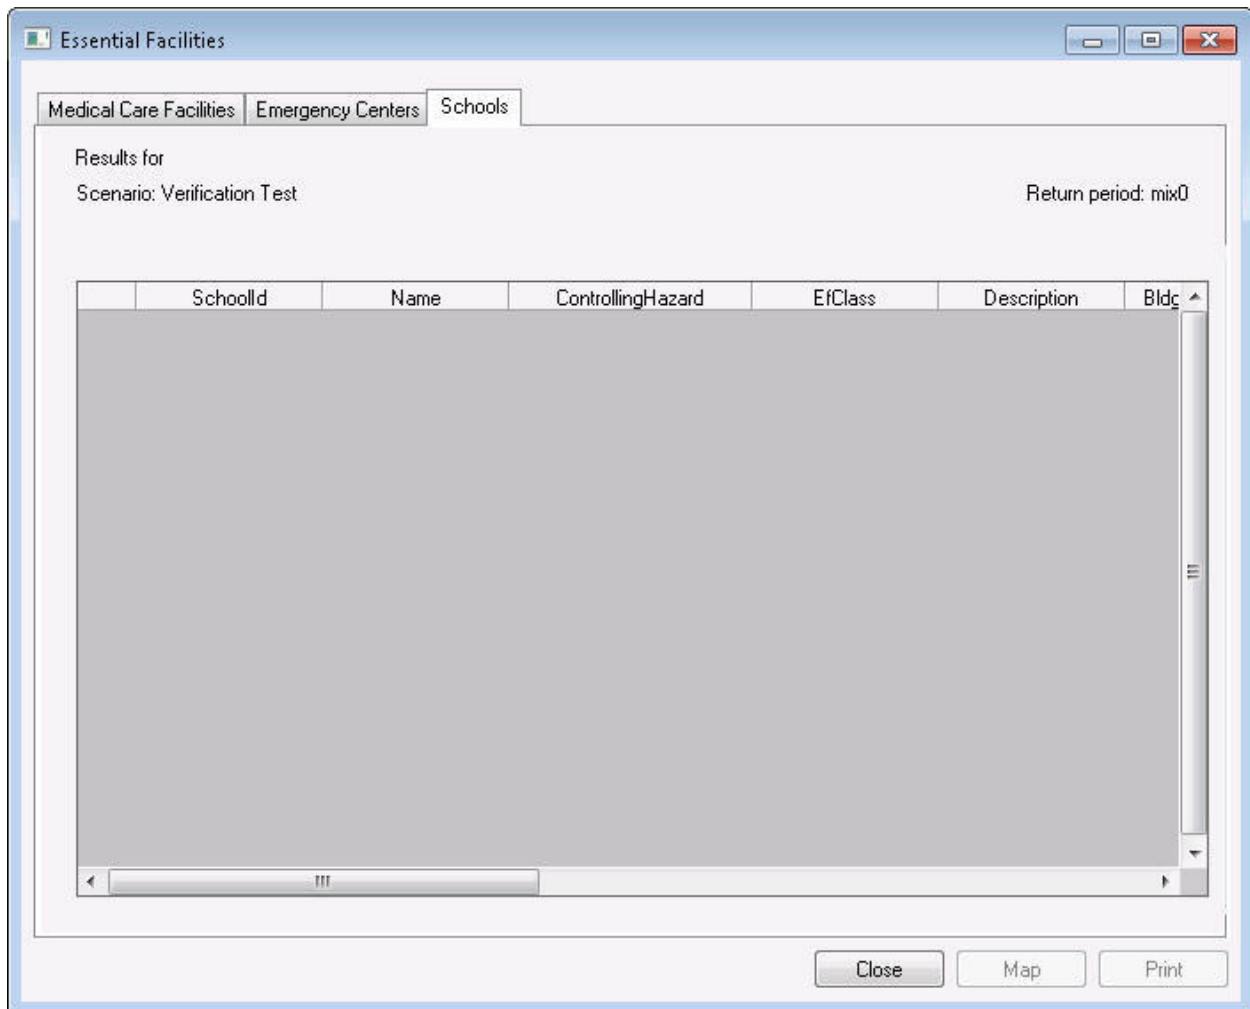 Essential Facilities
Medical Care Facilities Emergency Centers Schools
Results for
Scenario: Verification Test Return period: mix0
SchoolId Name ControllingHazard EfClass Description Bldg
Close Map Print